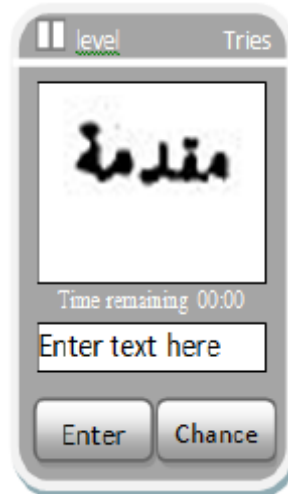 level Tries
مقدمة
Time remaining 00:00
Enter text here
Enter Chance